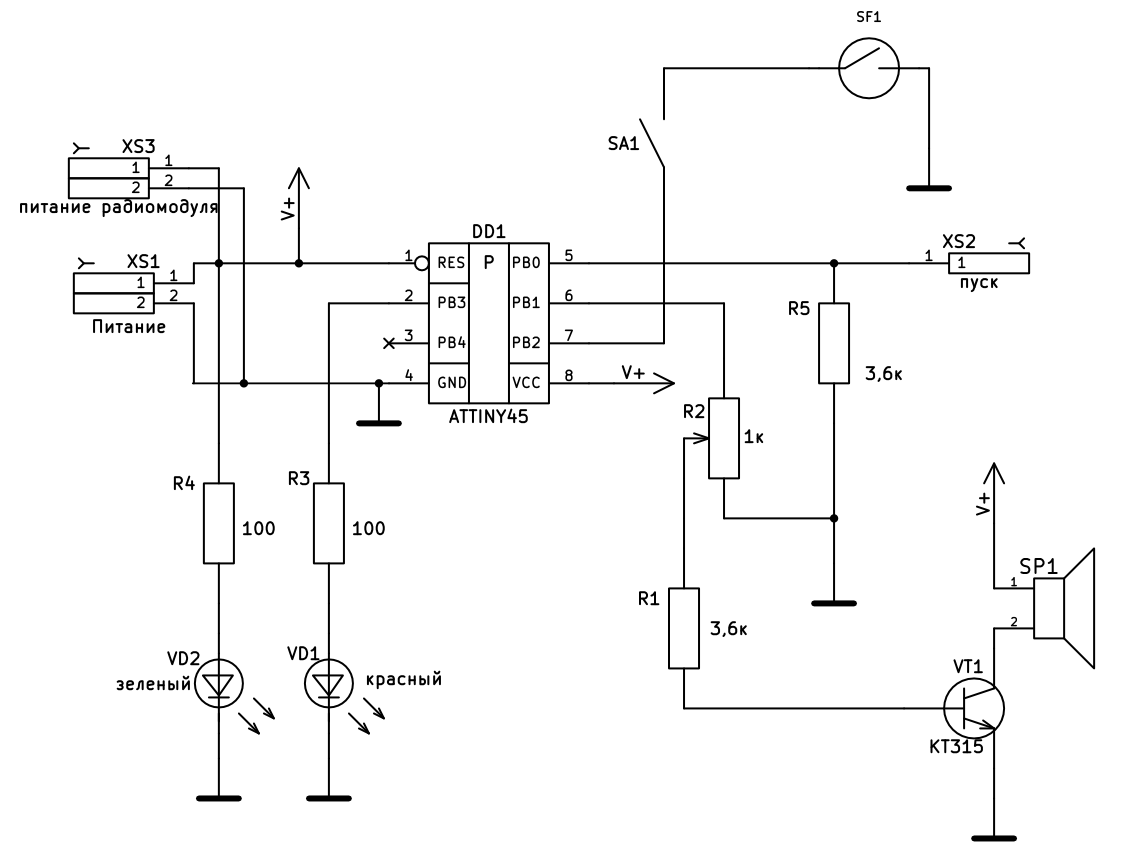 SF1
SA1
XS3
1 1
2 2
питание радиомодуля
V+
DD1
XS1
1 1
2 2
Питание
1 RES P PB0 5
2 PB3 PB1 6
3 PB4 PB2 7
4 GND VCC 8
ATTINY45
V+
XS2
1 1
пуск
R5
3,6к
R2
1к
R4
100
R3
100
V+
SP1
1
2
R1
3,6к
VD2
зеленый
VD1
красный
VT1
КТ315